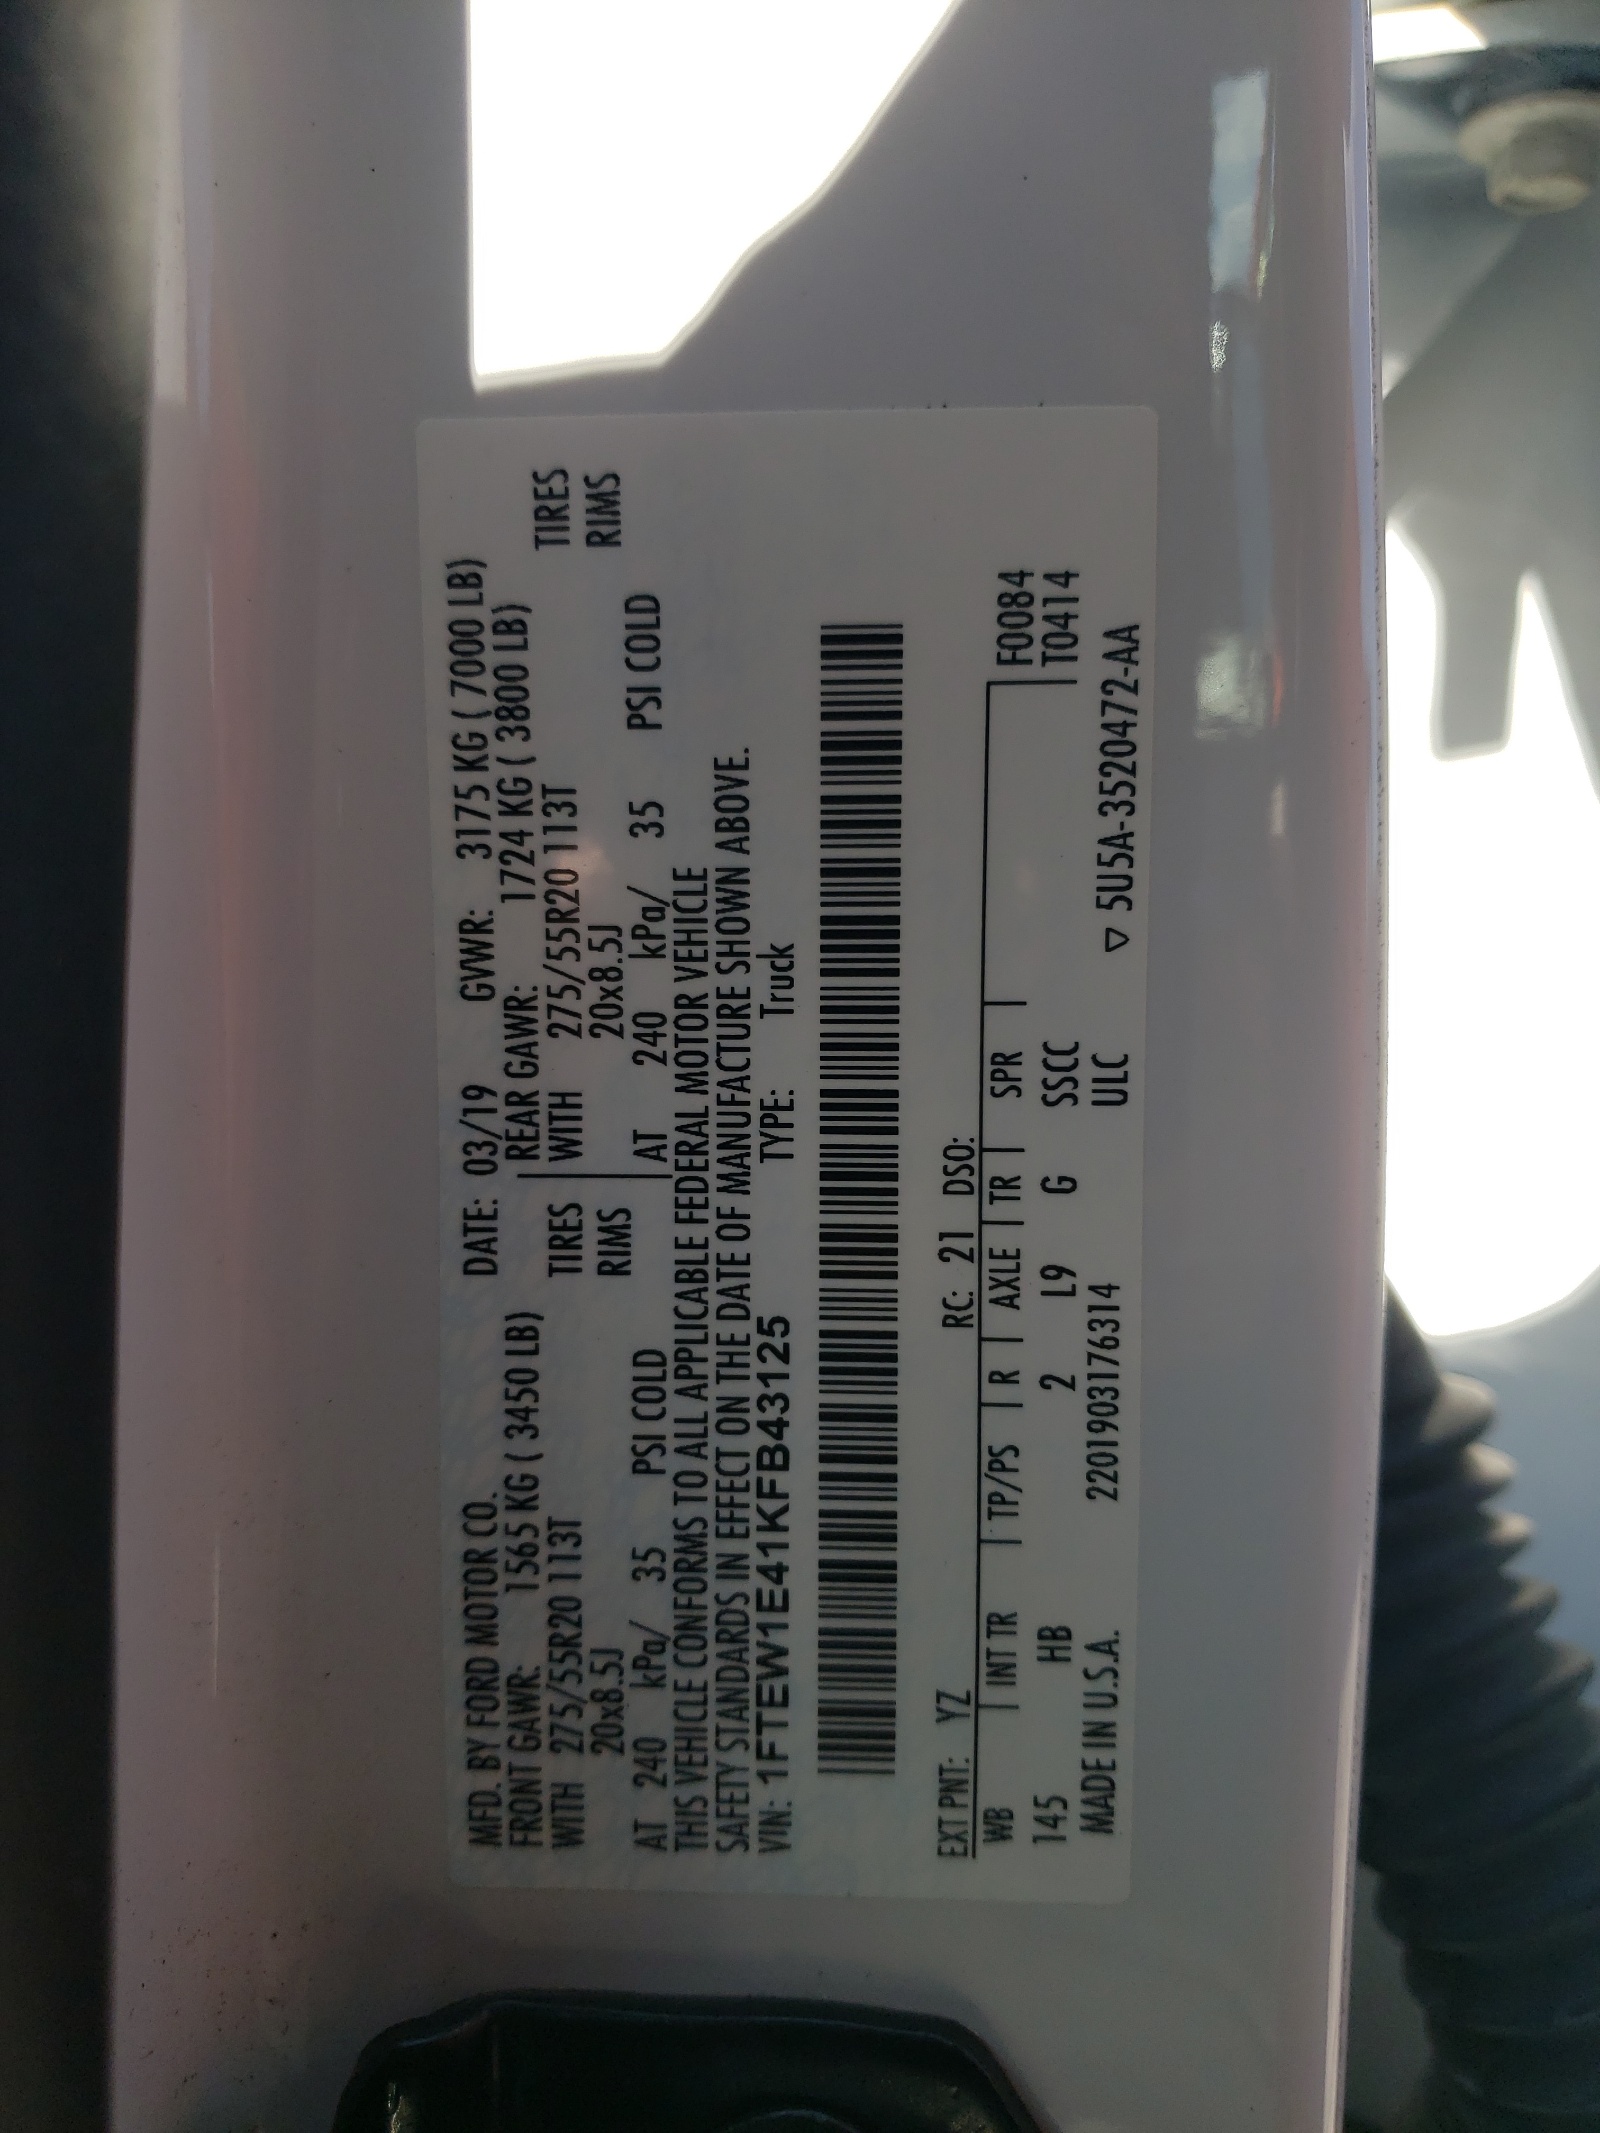 MFD. BY FORD MOTOR CO. DATE: 03/19 GVWR: 3175 KG ( 7000 LB)
FRONT GAWR: 1565 KG ( 3450 LB) REAR GAWR: 1724 KG ( 3800 LB)
WITH 275/55R20 113T TIRES WITH 275/55R20 113T TIRES
20x8.5J RIMS 20x8.5J RIMS
AT 240 kPa/ 35 PSI COLD AT 240 kPa/ 35 PSI COLD
THIS VEHICLE CONFORMS TO ALL APPLICABLE FEDERAL MOTOR VEHICLE
SAFETY STANDARDS IN EFFECT ON THE DATE OF MANUFACTURE SHOWN ABOVE.
VIN: 1FTEW1E41KFB43125 TYPE: Truck
EXT PNT: YZ RC: 21 DSO:
WB INT TR TP/PS R AXLE TR SPR F0084
145 HB 2 L9 G SSCC T0414
MADE IN U.S.A. 220190317​6314 ULC ▽ 5U5A-3520472-AA